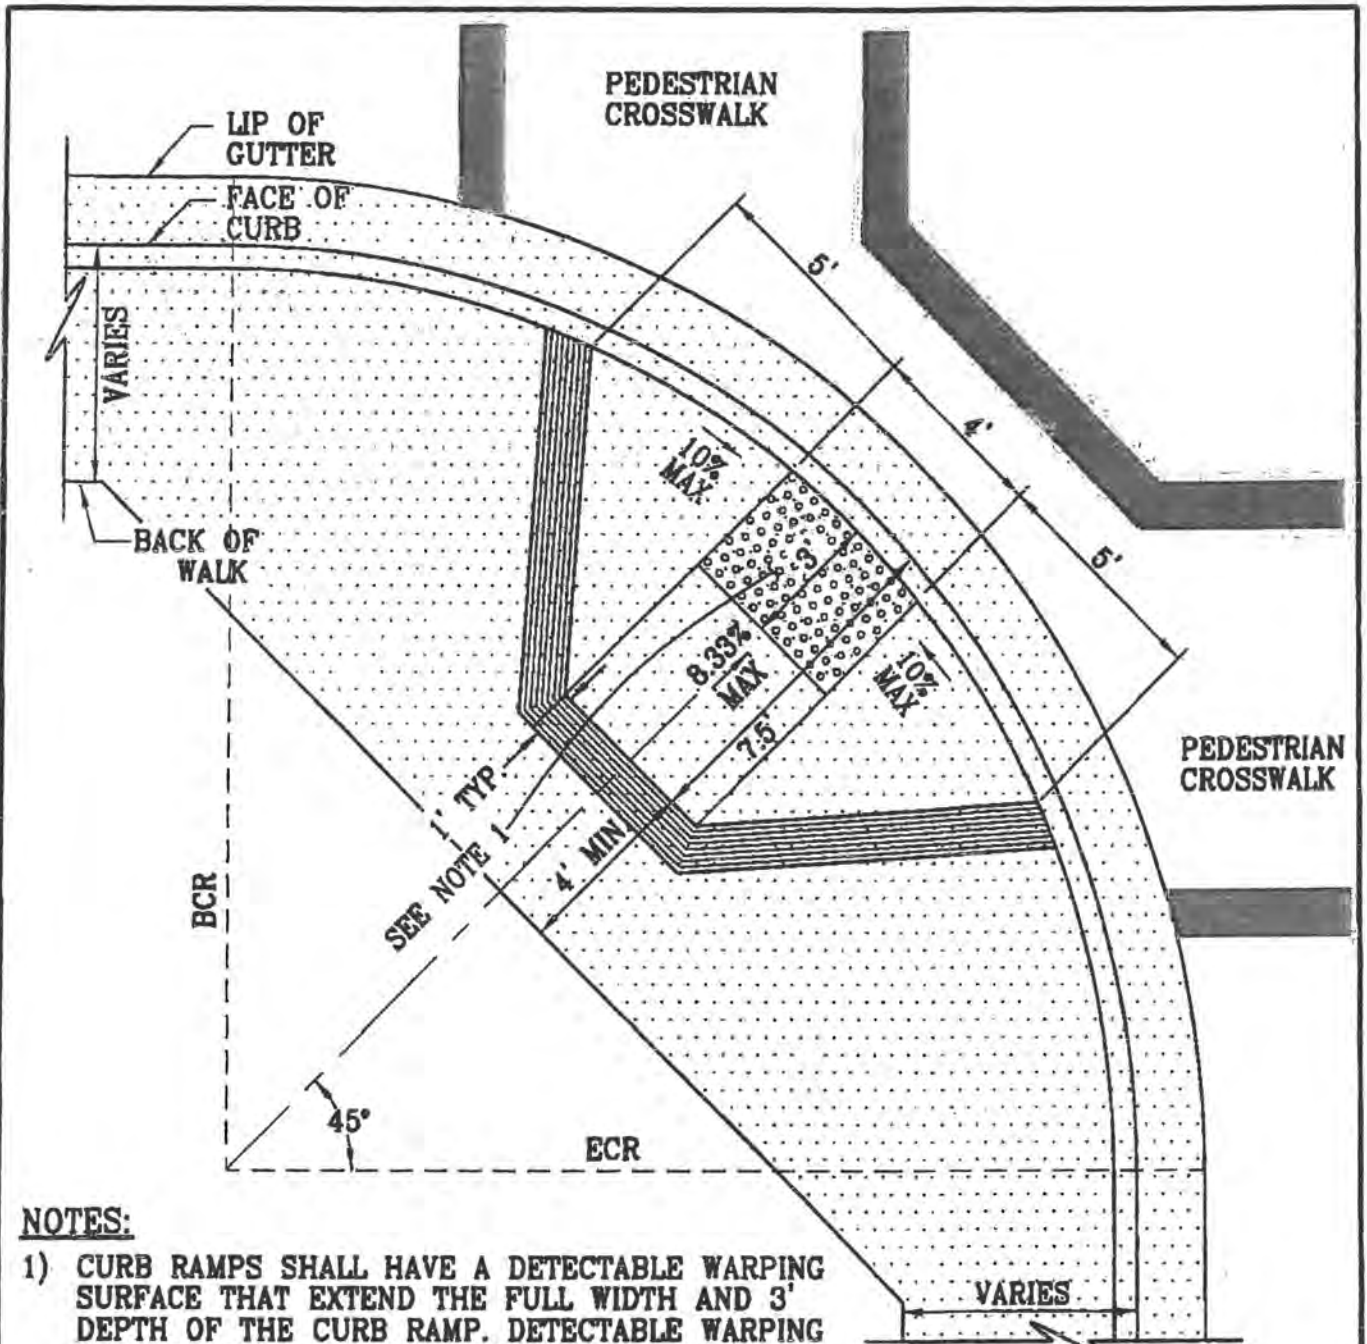 PEDESTRIAN
CROSSWALK
LIP OF
GUTTER
FACE OF
CURB
VARIES
BACK OF
WALK
5'
4'
5'
10%
MAX
3'
8.33%
MAX
10%
MAX
7.5'
1' TYP.
SEE NOTE 1
4' MIN.
PEDESTRIAN
CROSSWALK
BCR
45°
ECR
NOTES:
1) CURB RAMPS SHALL HAVE A DETECTABLE WARPING
SURFACE THAT EXTEND THE FULL WIDTH AND 3'
DEPTH OF THE CURB RAMP. DETECTABLE WARPING
VARIES